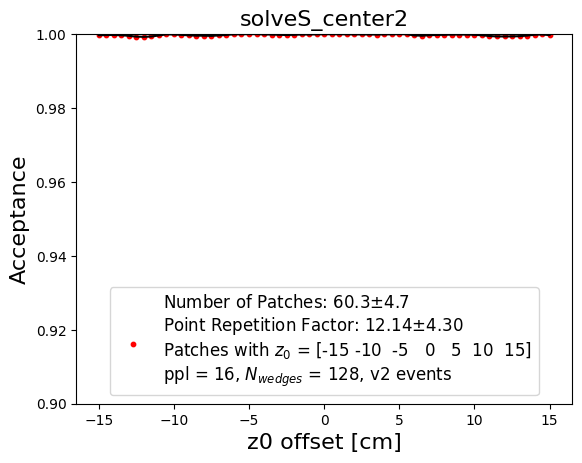 solveS_center2
1.00
0.98
0.96
0.94
0.92
0.90
Acceptance
Number of Patches: 60.3±4.7
Point Repetition Factor: 12.14±4.30
Patches with z₀ = [-15 -10 -5 0 5 10 15]
ppl = 16, N_wedges = 128, v2 events
−15 −10 −5 0 5 10 15
z0 offset [cm]